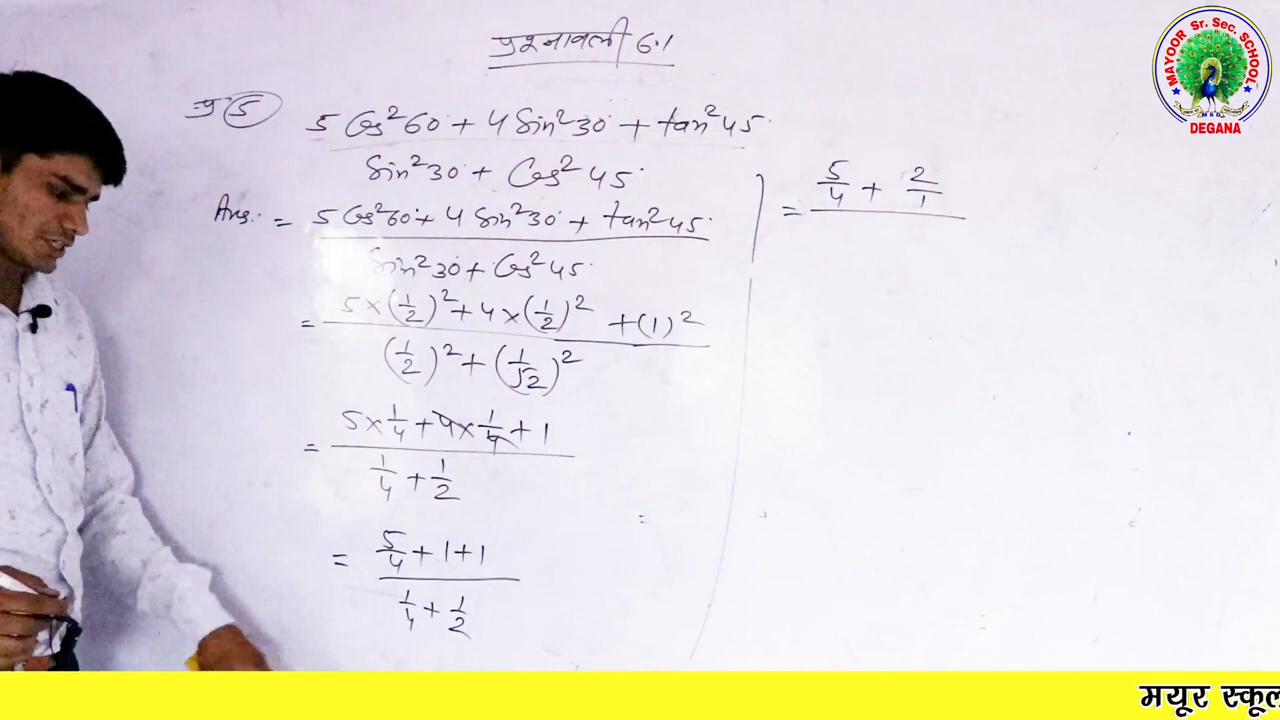 प्रश्नावली 6.1
प्र ⑤ 5 Cos²60° + 4 Sin²30° + tan²45°
Sin²30° + Cos²45°
Ans. = 5 Cos²60° + 4 Sin²30° + tan²45°
Sin²30° + Cos²45°
= 5×(1/2)² + 4×(1/2)² + (1)²
(1/2)² + (1/√2)²
= 5×1/4 + 4×1/4 + 1
1/4 + 1/2
= 5/4 + 1 + 1
1/4 + 1/2
= 5/4 + 2/1
MAYOOR Sr. Sec. SCHOOL
DEGANA
मयूर स्कूल